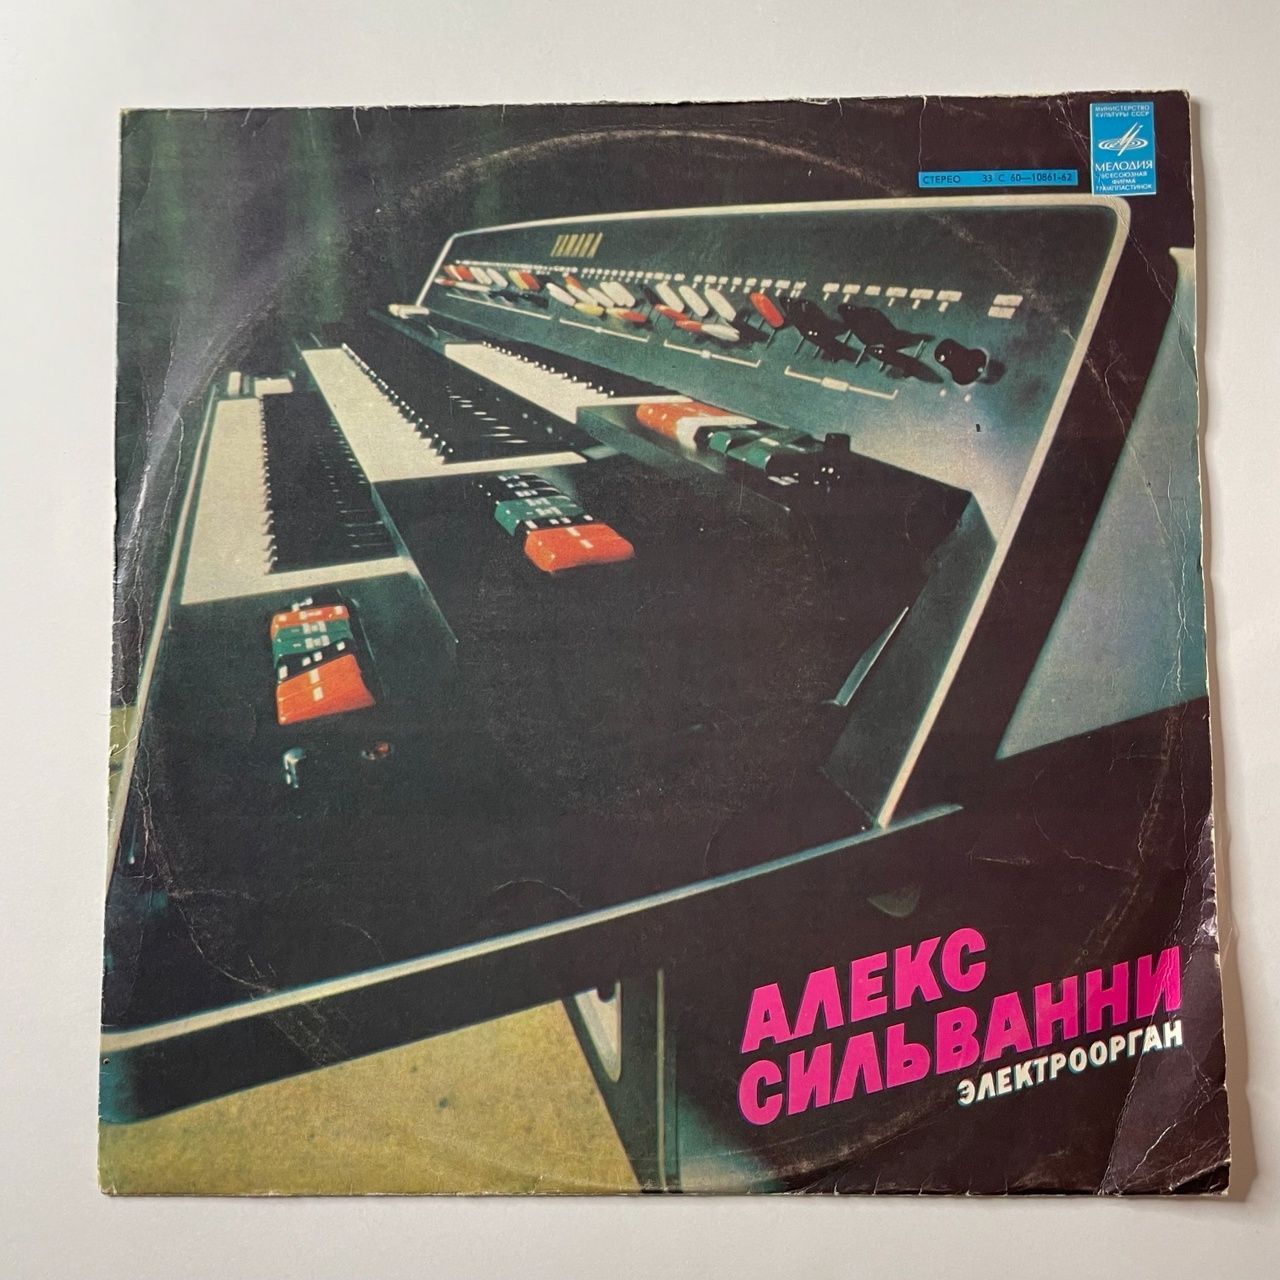 МИНИСТЕРСТВО
КУЛЬТУРЫ СССР
МЕЛОДИЯ
ВСЕСОЮЗНАЯ
ФИРМА
ГРАМПЛАСТИНОК
СТЕРЕО 33 С 60—10861-62
YAMAHA
АЛЕКС
СИЛЬВАННИ
ЭЛЕКТРООРГАН